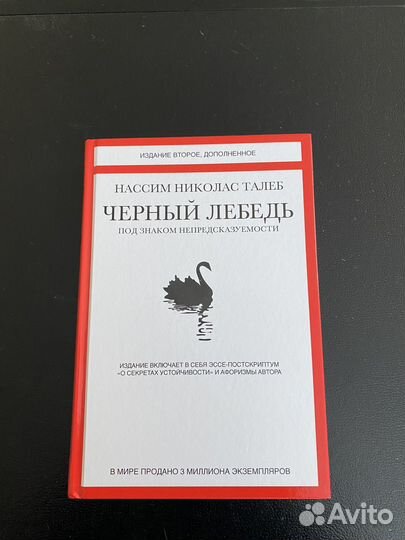 ИЗДАНИЕ ВТОРОЕ, ДОПОЛНЕННОЕ
НАССИМ НИКОЛАС ТАЛЕБ
ЧЕРНЫЙ ЛЕБЕДЬ
ПОД ЗНАКОМ НЕПРЕДСКАЗУЕМОСТИ
ИЗДАНИЕ ВКЛЮЧАЕТ В СЕБЯ ЭССЕ-ПОСТСКРИПТУМ
«О СЕКРЕТАХ УСТОЙЧИВОСТИ» И АФОРИЗМЫ АВТОРА
В МИРЕ ПРОДАНО 3 МИЛЛИОНА ЭКЗЕМПЛЯРОВ
Avito